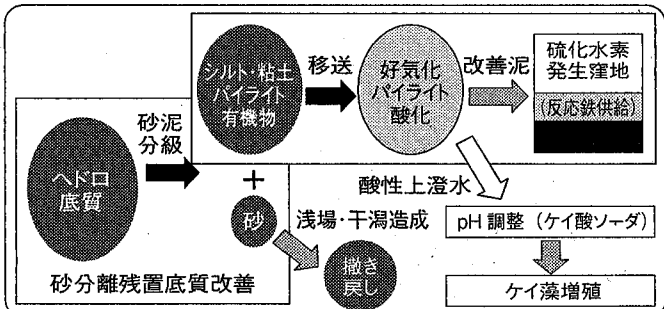 シルト・粘土
パイライト
有機物
移送
好気化
パイライト
酸化
改善泥
硫化水素
発生窪地
(反応鉄供給)
砂泥
分級
ヘドロ
底質
+
砂
浅場・干潟造成
撒き
戻し
砂分離残置底質改善
酸性上澄水
pH 調整（ケイ酸ソーダ）
ケイ藻増殖